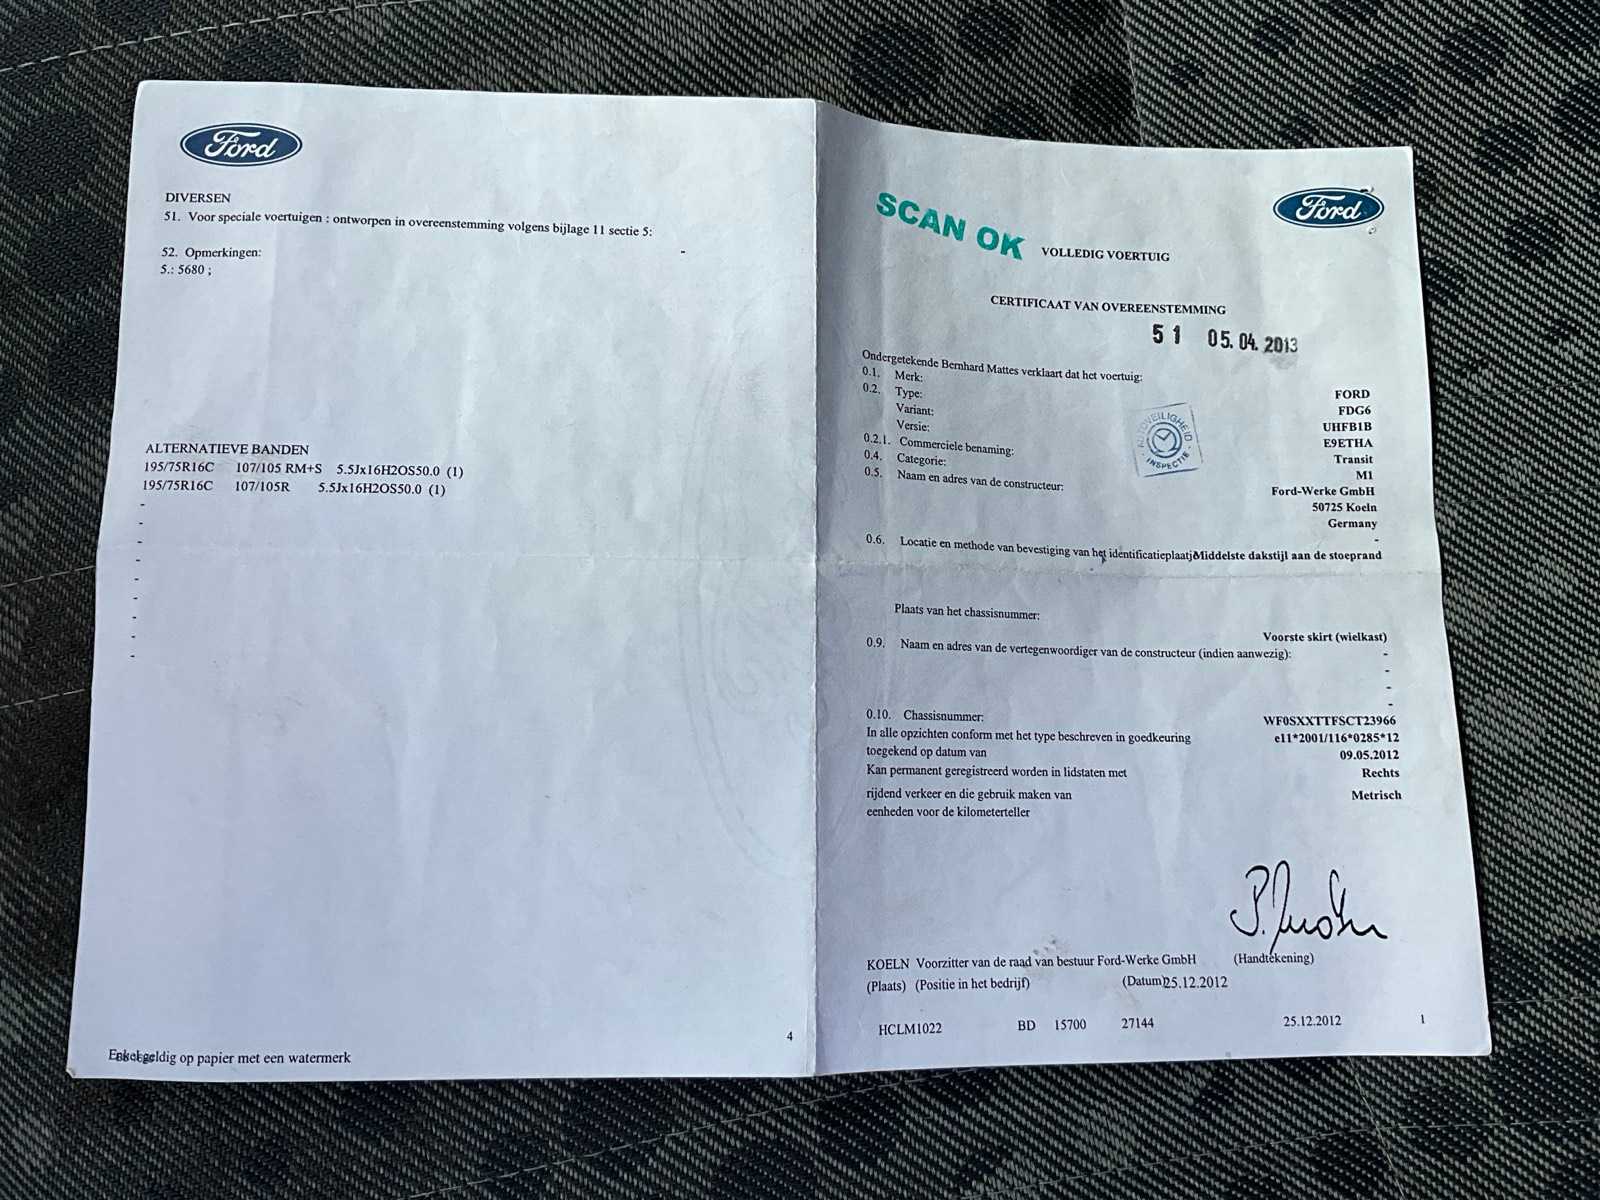 Ford
DIVERSEN
51. Voor speciale voertuigen : ontworpen in overeenstemming volgens bijlage 11 sectie 5:
-
52. Opmerkingen:
5.: 5680 ;
ALTERNATIEVE BANDEN
195/75R16C 107/105 RM+S 5.5Jx16H2OS50.0 (1)
195/75R16C 107/105R 5.5Jx16H2OS50.0 (1)
-
-
-
-
-
-
-
-
-
4
geldig op papier met een watermerk
Ford
SCAN OK
VOLLEDIG VOERTUIG
CERTIFICAAT VAN OVEREENSTEMMING
51 05.04.2013
Ondergetekende Bernhard Mattes verklaart dat het voertuig:
0.1. Merk: FORD
0.2. Type: FDG6
Variant: UHFB1B
Versie: E9ETHA
0.2.1. Commerciele benaming: Transit
0.4. Categorie: M1
0.5. Naam en adres van de constructeur: Ford-Werke GmbH
50725 Koeln
Germany
-
AUTOVEILIGHEID
INSPECTIE
0.6. Locatie en methode van bevestiging van het identificatieplaatj Middelste dakstijl aan de stoeprand
Plaats van het chassisnummer:
Voorste skirt (wielkast)
0.9. Naam en adres van de vertegenwoordiger van de constructeur (indien aanwezig): -
-
-
-
0.10. Chassisnummer: WF0SXXTTFSCT23966
In alle opzichten conform met het type beschreven in goedkeuring e11*2001/116*0285*12
toegekend op datum van 09.05.2012
Kan permanent geregistreerd worden in lidstaten met Rechts
rijdend verkeer en die gebruik maken van Metrisch
eenheden voor de kilometerteller
KOELN Voorzitter van de raad van bestuur Ford-Werke GmbH (Handtekening)
(Plaats) (Positie in het bedrijf) (Datum) 25.12.2012
HCLM1022 BD 15700 27144 25.12.2012 1